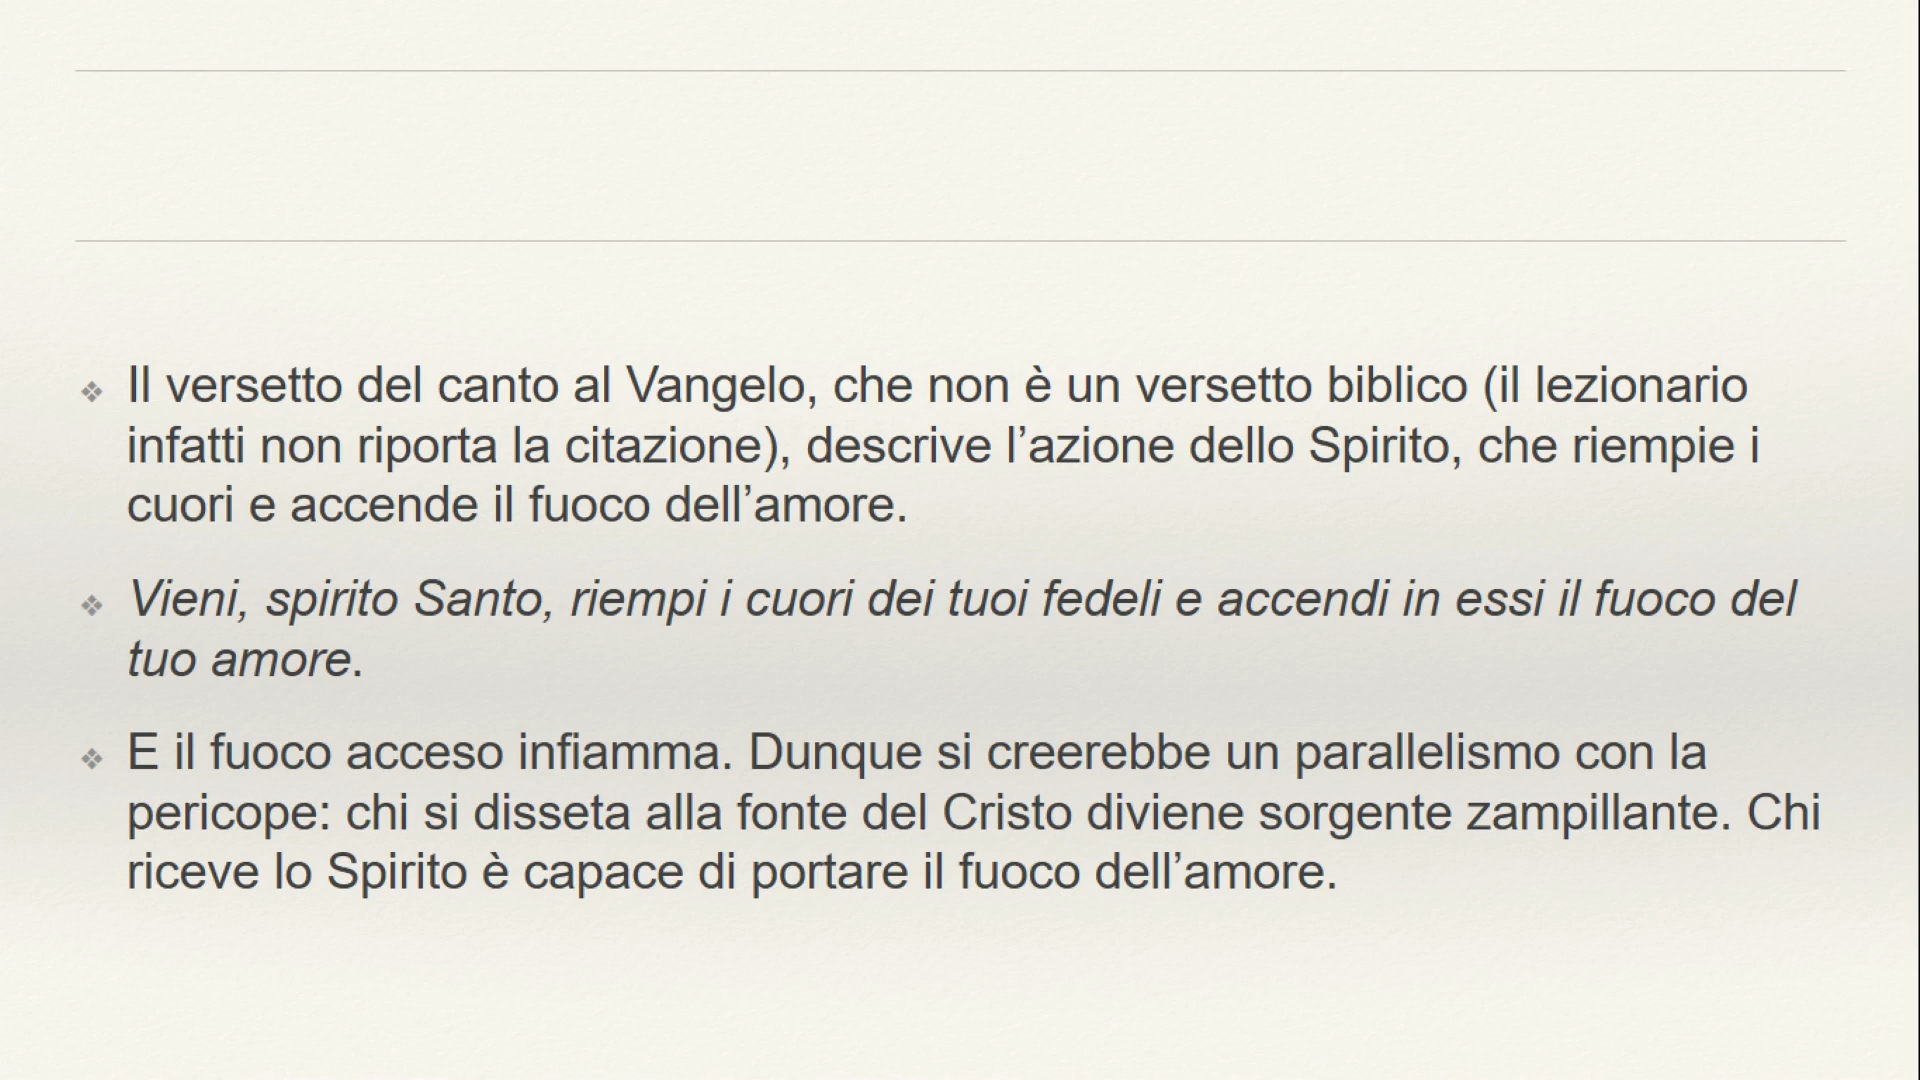 Il versetto del canto al Vangelo, che non è un versetto biblico (il lezionario
infatti non riporta la citazione), descrive l’azione dello Spirito, che riempie i
cuori e accende il fuoco dell’amore.
Vieni, spirito Santo, riempi i cuori dei tuoi fedeli e accendi in essi il fuoco del
tuo amore.
E il fuoco acceso infiamma. Dunque si creerebbe un parallelismo con la
pericope: chi si disseta alla fonte del Cristo diviene sorgente zampillante. Chi
riceve lo Spirito è capace di portare il fuoco dell’amore.